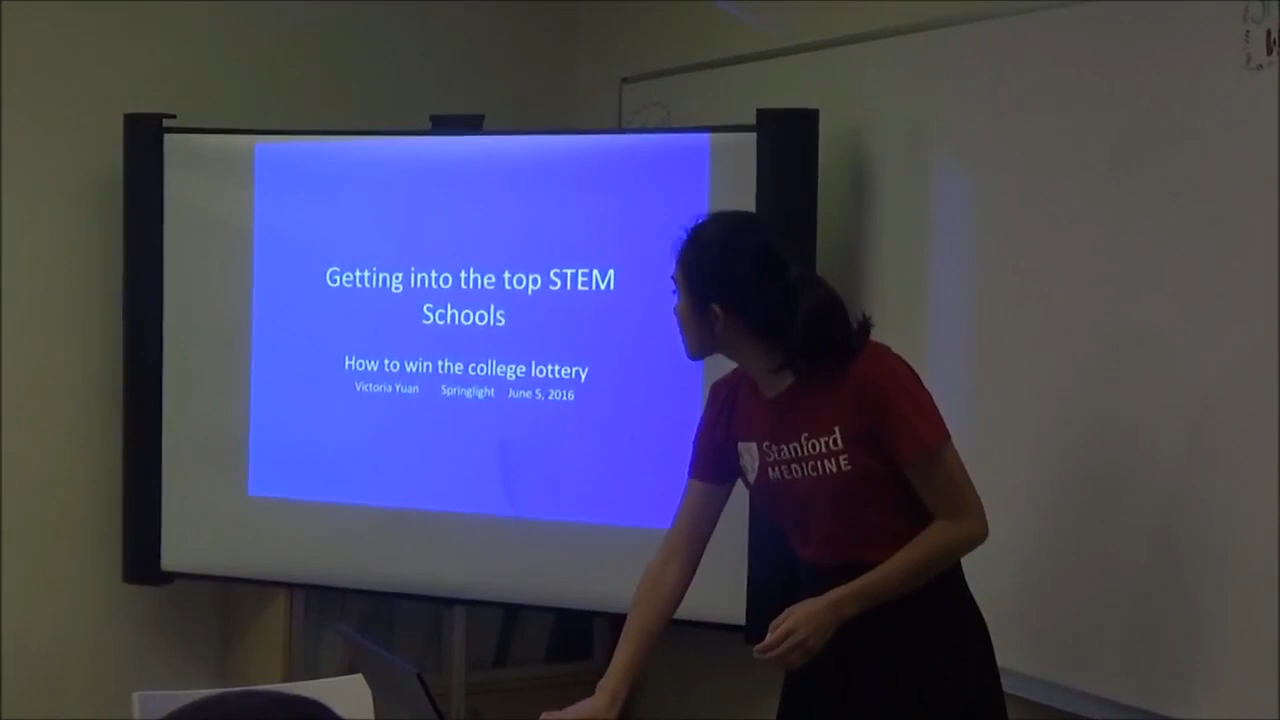 Getting into the top STEM
Schools
How to win the college lottery
Victoria Yuan Springlight June 5, 2016
Stanford
MEDICINE